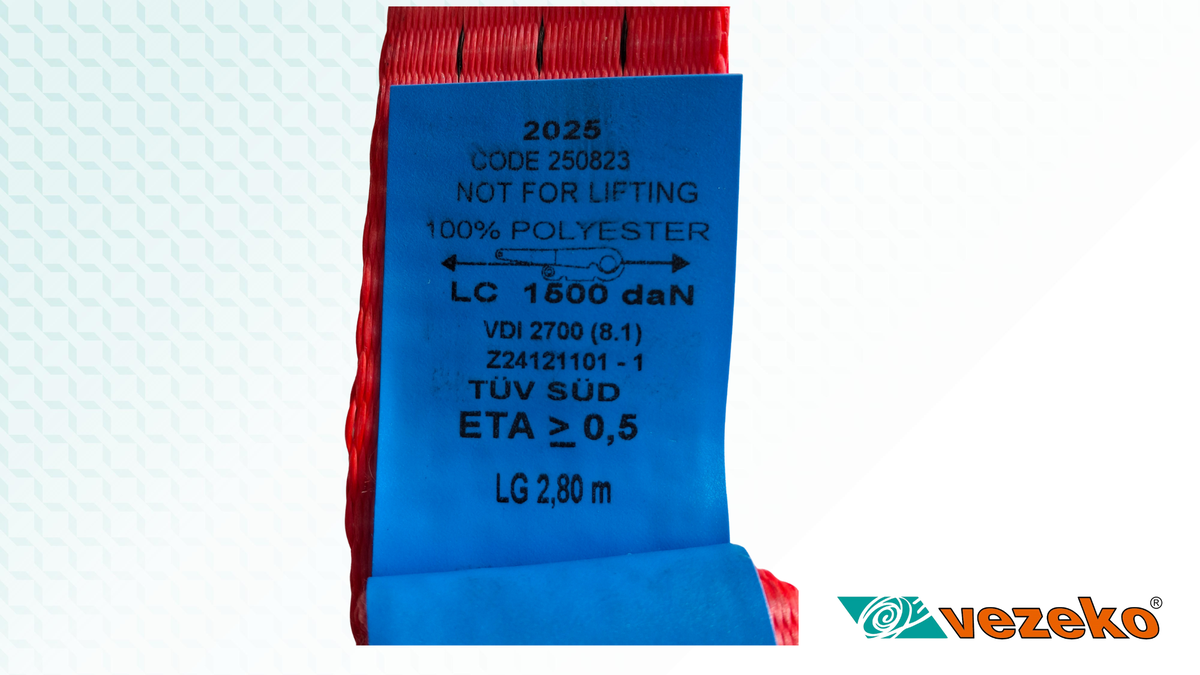 2025
CODE 250823
NOT FOR LIFTING
100% POLYESTER
LC 1500 daN
VDI 2700 (8.1)
Z24121101 - 1
TÜV SÜD
ETA ≥ 0,5
LG 2,80 m
vezeko®